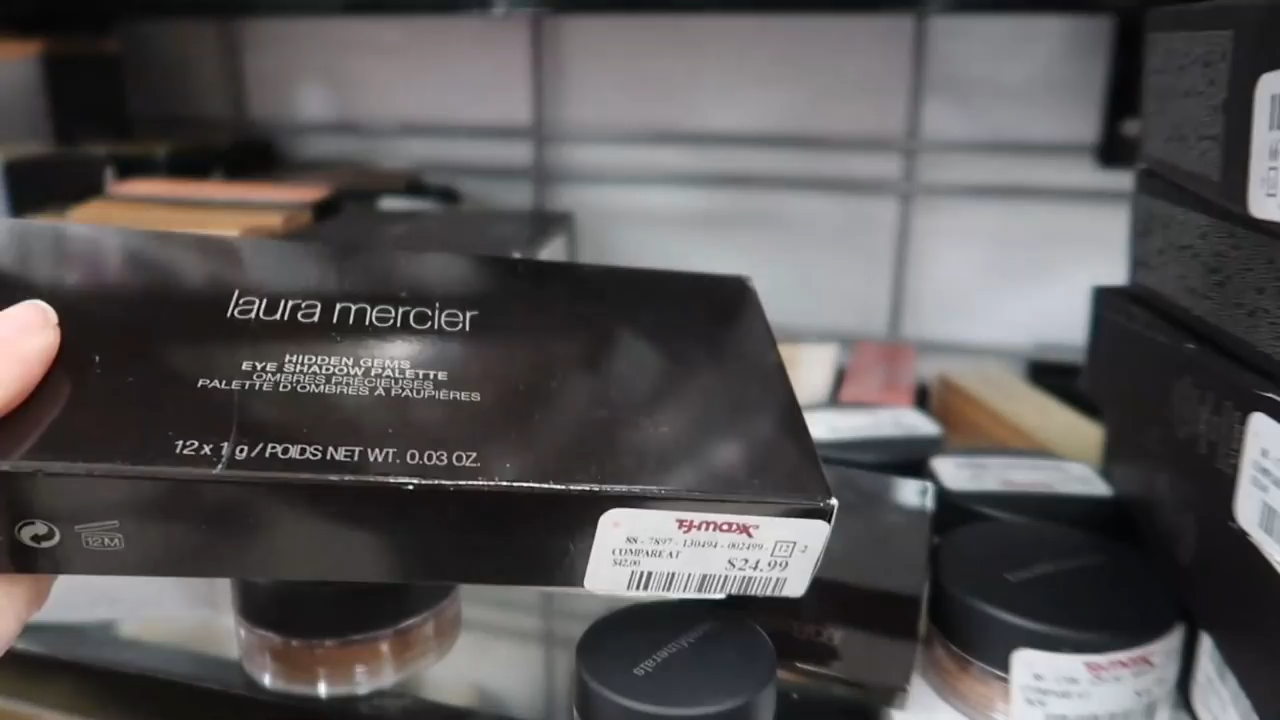 laura mercier
HIDDEN GEMS
EYE SHADOW PALETTE
OMBRES PRÉCIEUSES
PALETTE D'OMBRES À PAUPIÈRES
12 x 1 g / POIDS NET WT. 0.03 OZ.
12M
T.J.maxx
88 - 7897 - 130494 - 002499 - 12 -2
COMPARE AT
$42.00
$24.99
bareMinerals